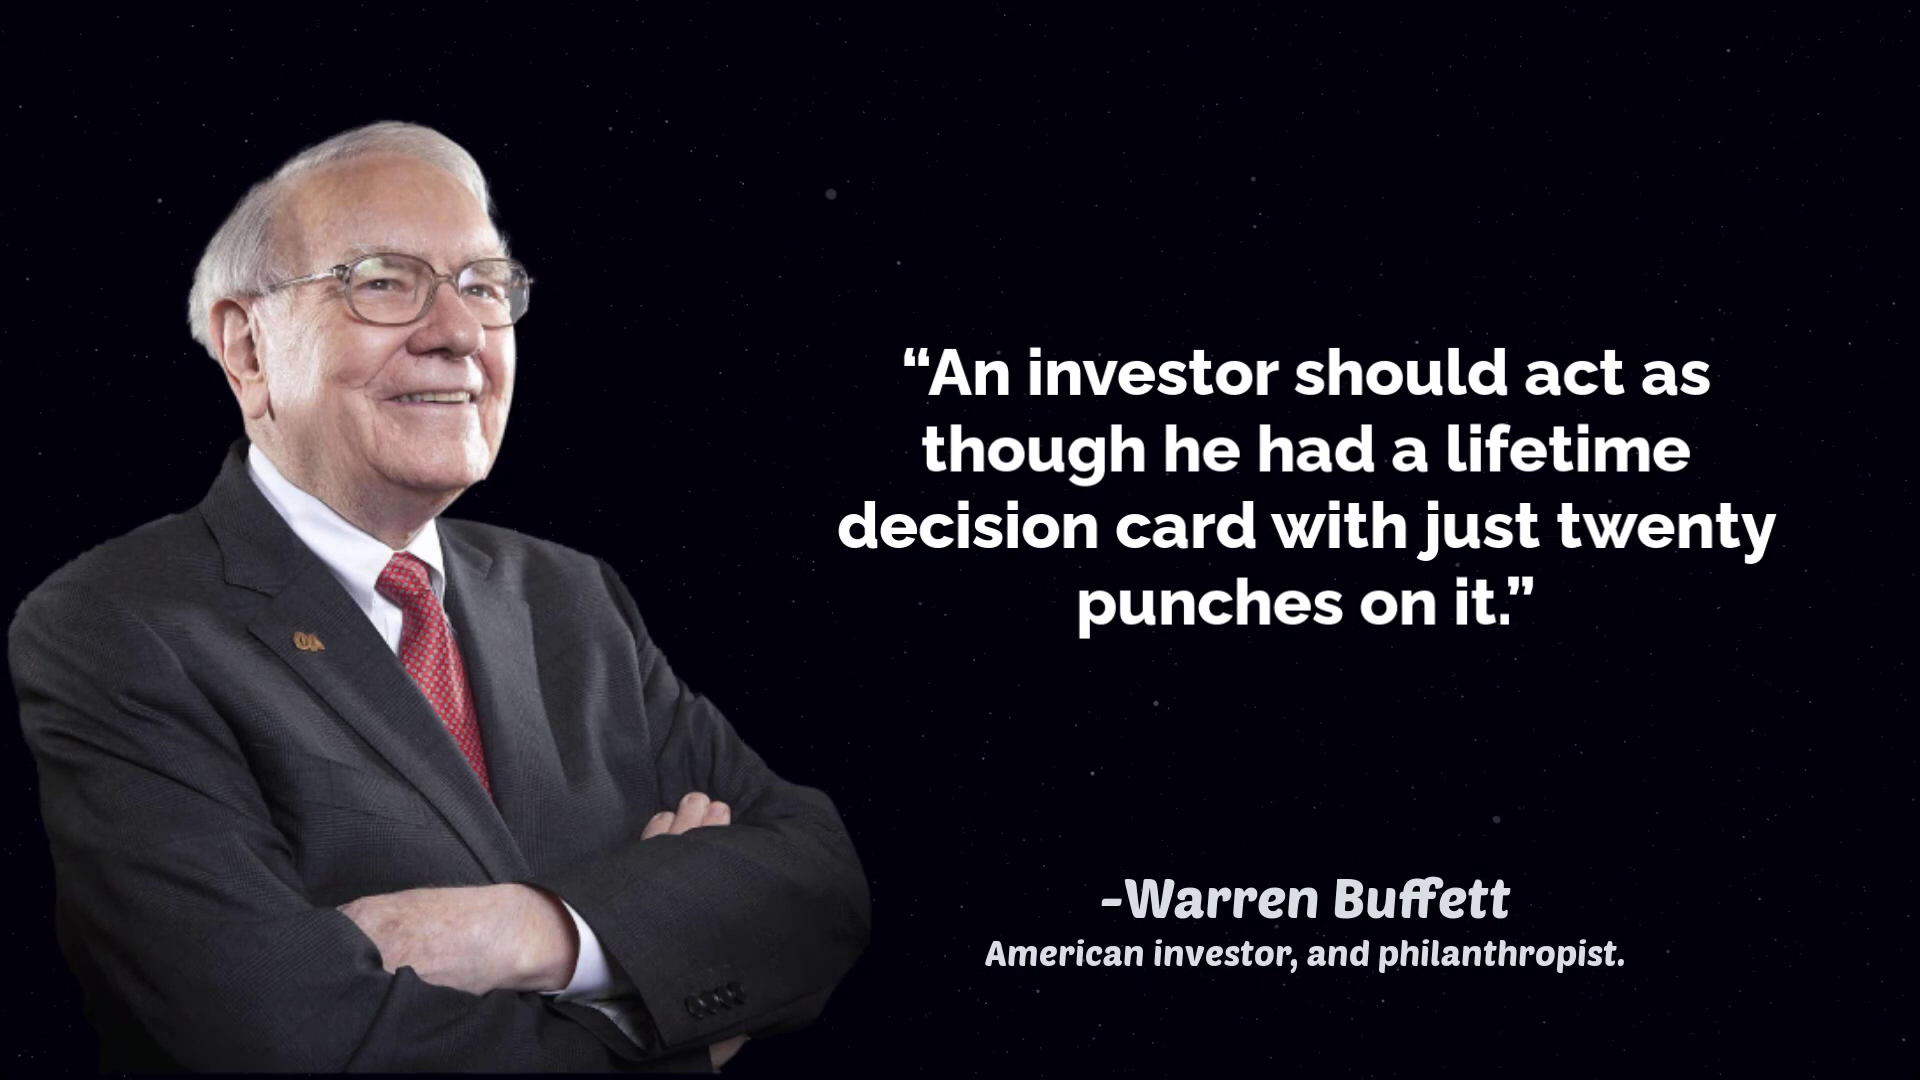 “An investor should act as
though he had a lifetime
decision card with just twenty
punches on it.”
-Warren Buffett
American investor, and philanthropist.